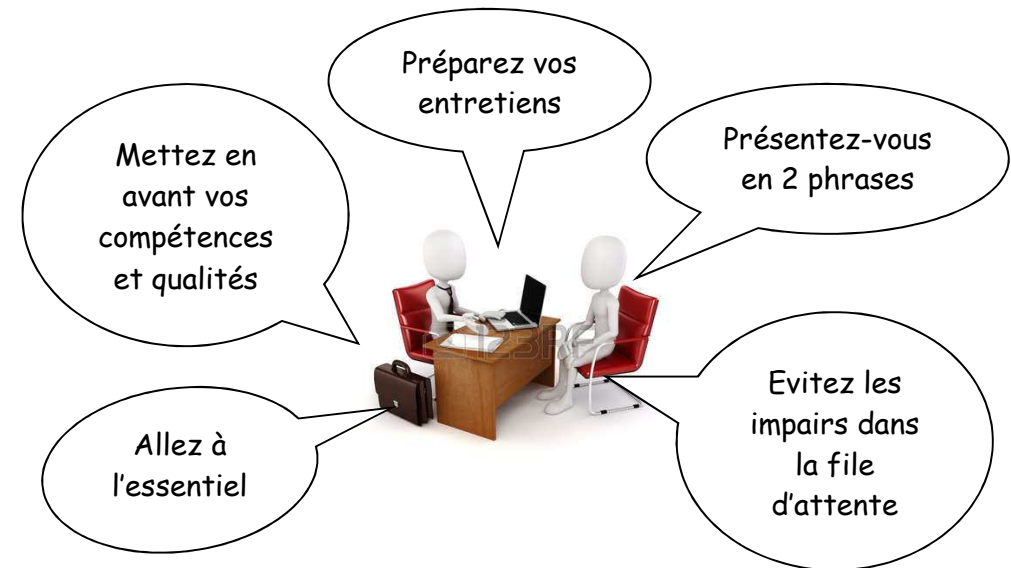 Préparez vos
entretiens
Mettez en
avant vos
compétences
et qualités
Présentez-vous
en 2 phrases
Allez à
l'essentiel
Evitez les
impairs dans
la file
d'attente